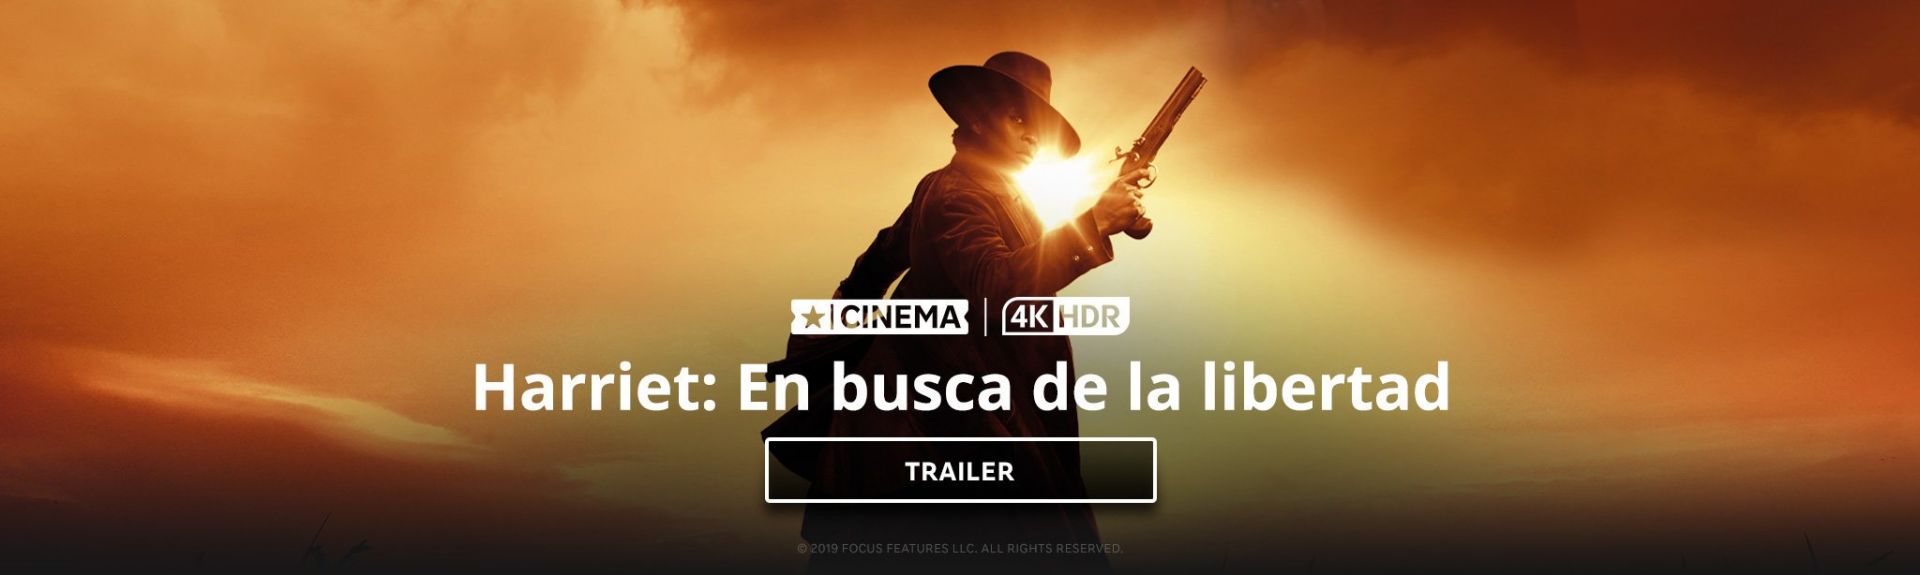 CINEMA | 4K HDR
Harriet: En busca de la libertad
TRAILER
© 2019 FOCUS FEATURES LLC. ALL RIGHTS RESERVED.